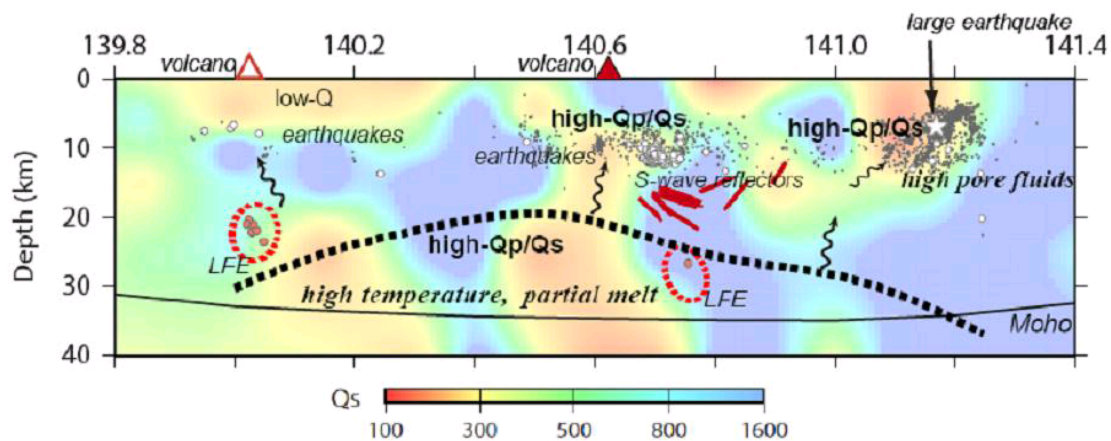 large earthquake
139.8 140.2 140.6 141.0 141.4
volcano volcano
0
low-Q
high-Qp/Qs
high-Qp/Qs
earthquakes
10
earthquakes
S-wave reflectors
high pore fluids
Depth (km)
20
high-Qp/Qs
LFE
30
high temperature, partial melt
LFE
Moho
40
Qs
100 300 500 800 1600